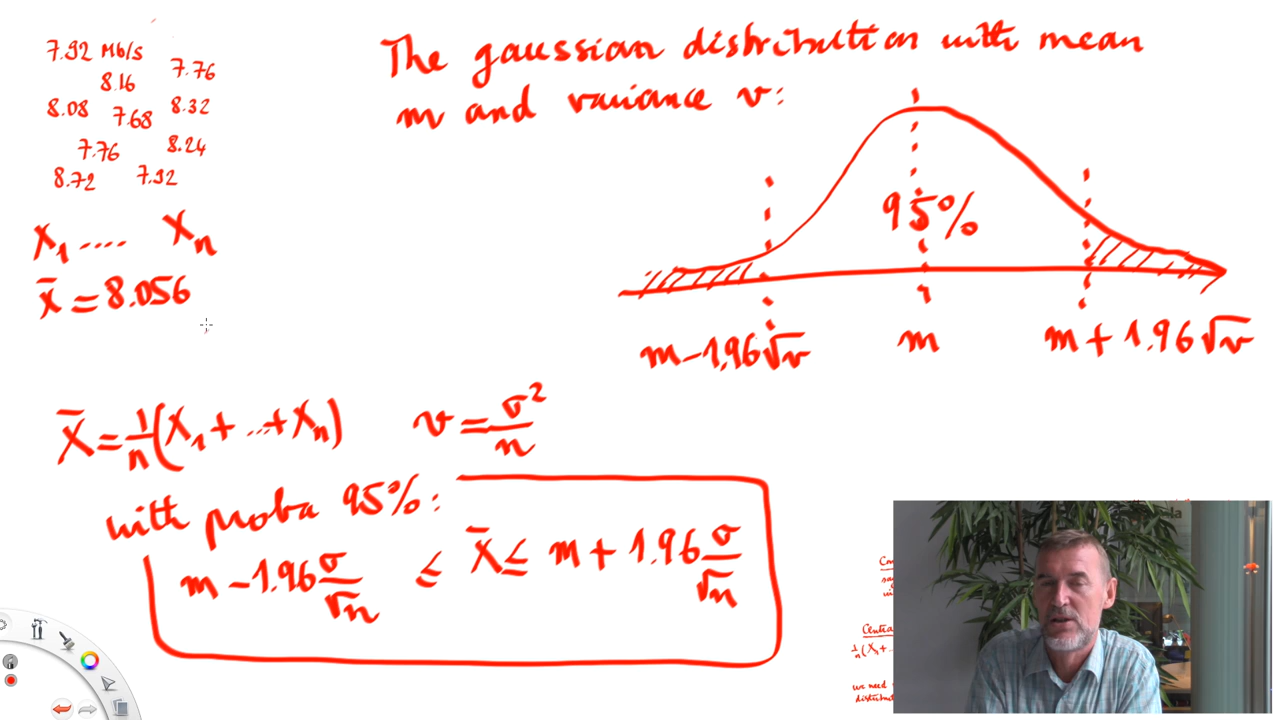 7.92 Mb/s
8.16 7.76
8.08 7.68 8.32
7.76 8.24
8.72 7.92
X₁ .... Xₙ
x̄ = 8.056
The gaussian distribution with mean
m and variance v:
95%
m - 1.96√v m m + 1.96√v
X̄ = 1/n (X₁ + ... + Xₙ) v = σ²/n
with proba 95%:
m - 1.96 σ/√n ≤ X̄ ≤ m + 1.96 σ/√n
we need